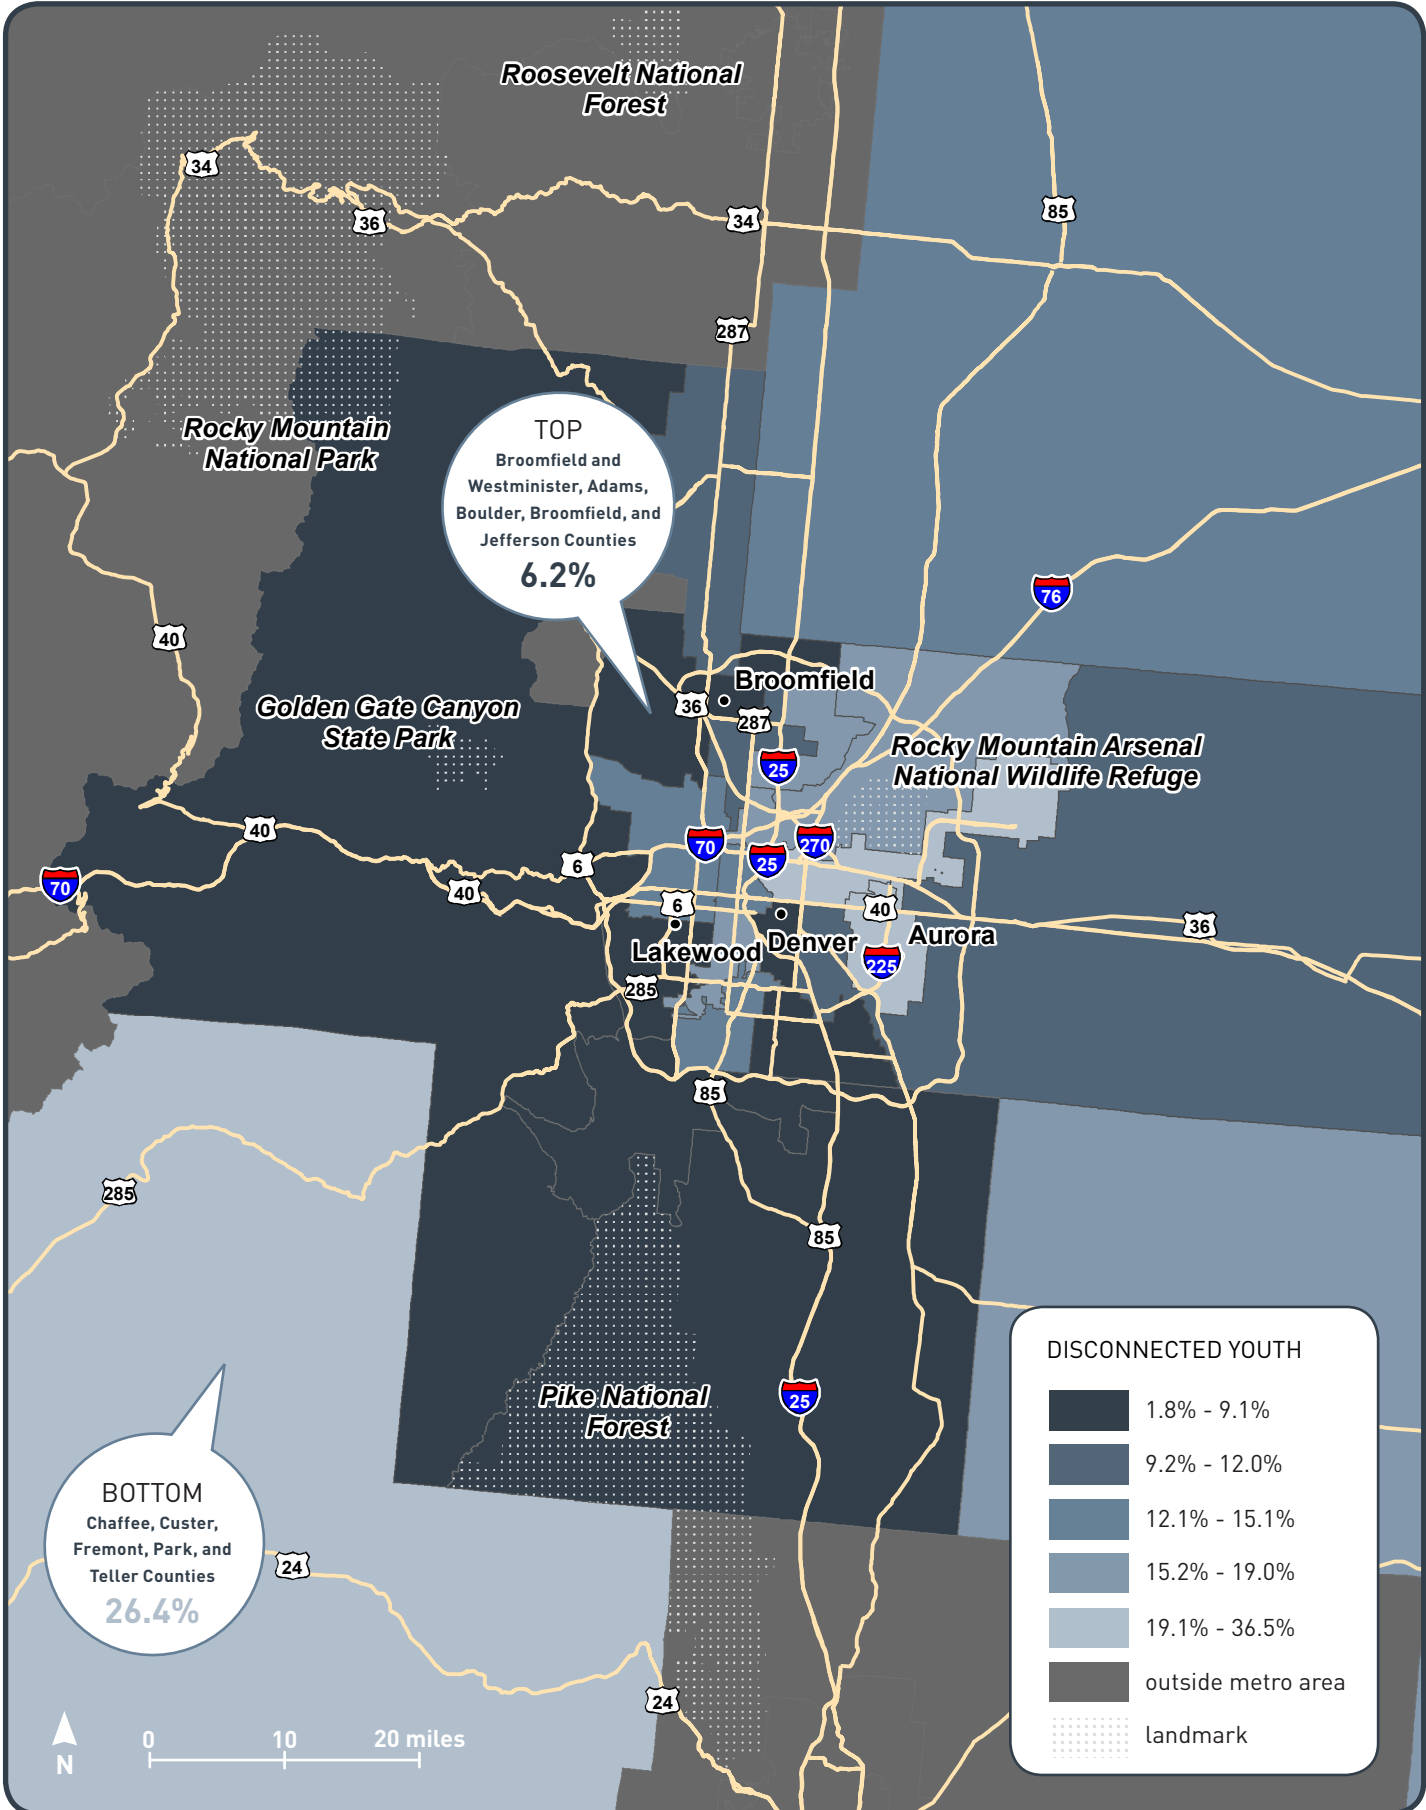 Roosevelt National
Forest
34
36
34
85
287
Rocky Mountain
National Park
TOP
Broomfield and
Westminister, Adams,
Boulder, Broomfield, and
Jefferson Counties
6.2%
76
40
Broomfield
Golden Gate Canyon
State Park
36
287
25
Rocky Mountain Arsenal
National Wildlife Refuge
40
70
25
270
6
70
40
6
40
36
Lakewood
Denver
Aurora
225
285
85
285
85
Pike National
Forest
25
BOTTOM
Chaffee, Custer,
Fremont, Park, and
Teller Counties
26.4%
24
24
DISCONNECTED YOUTH
1.8% - 9.1%
9.2% - 12.0%
12.1% - 15.1%
15.2% - 19.0%
19.1% - 36.5%
outside metro area
landmark
N
0 10 20 miles